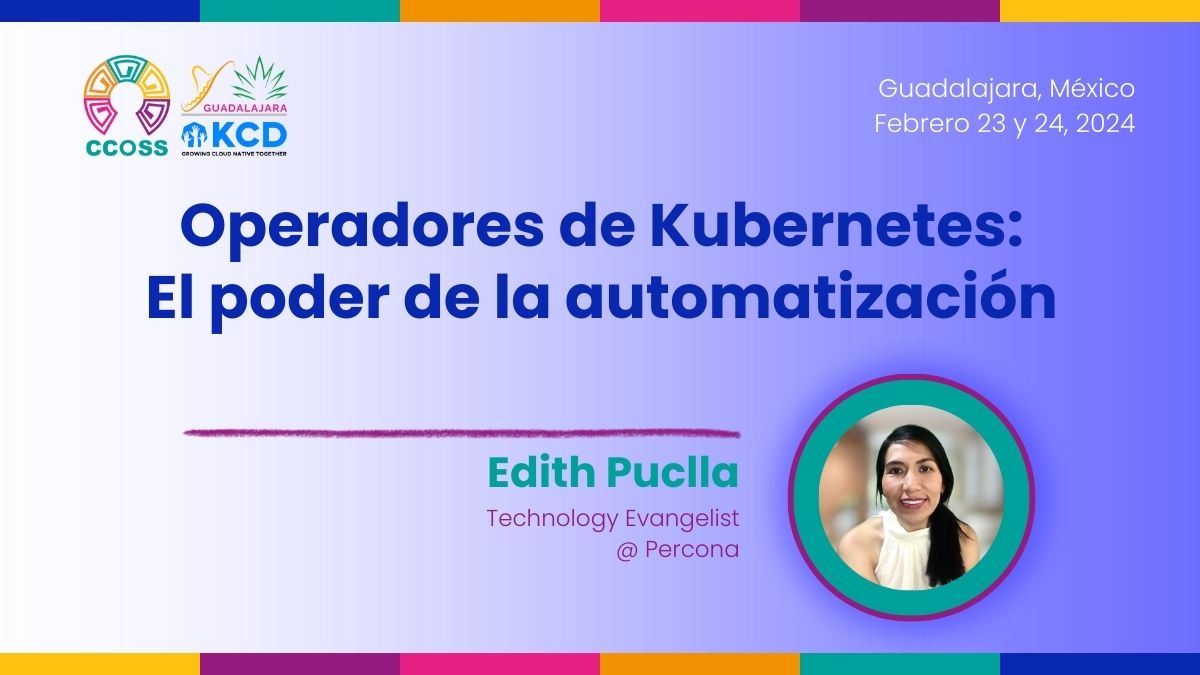 CCOSS
GUADALAJARA
KCD
GROWING CLOUD NATIVE TOGETHER
Guadalajara, México
Febrero 23 y 24, 2024
Operadores de Kubernetes:
El poder de la automatización
Edith Puclla
Technology Evangelist
@ Percona